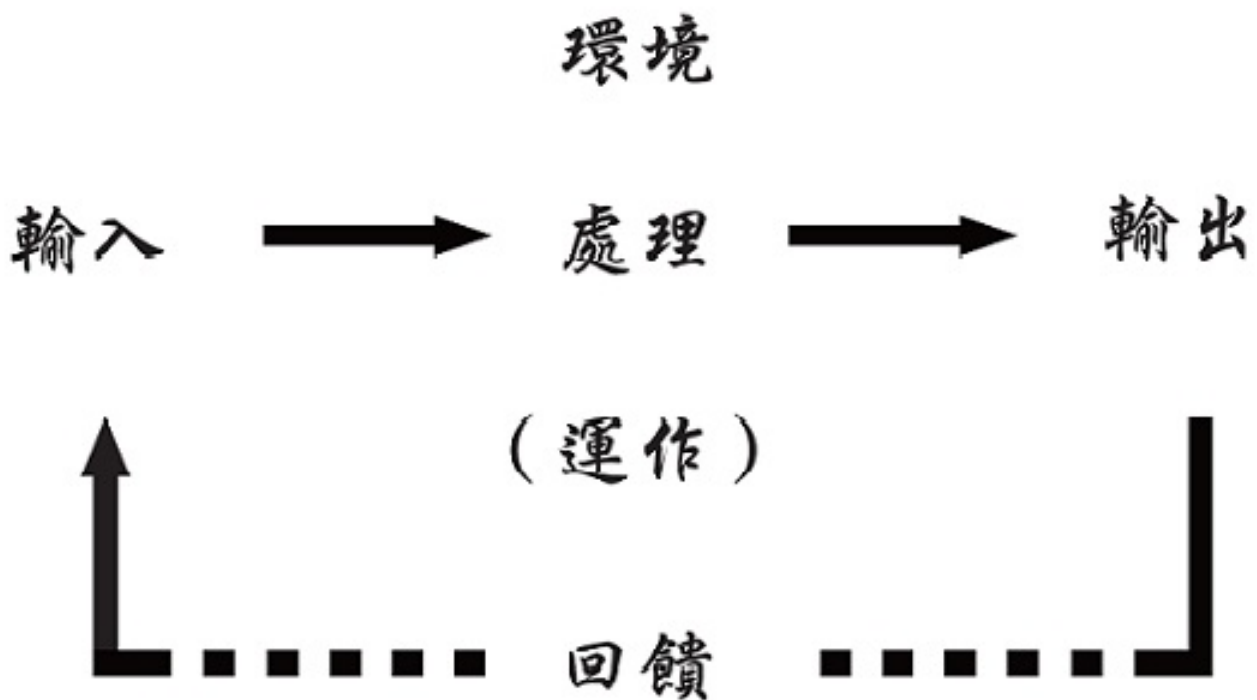 環境
輸入 處理 輸出
（運作）
回饋